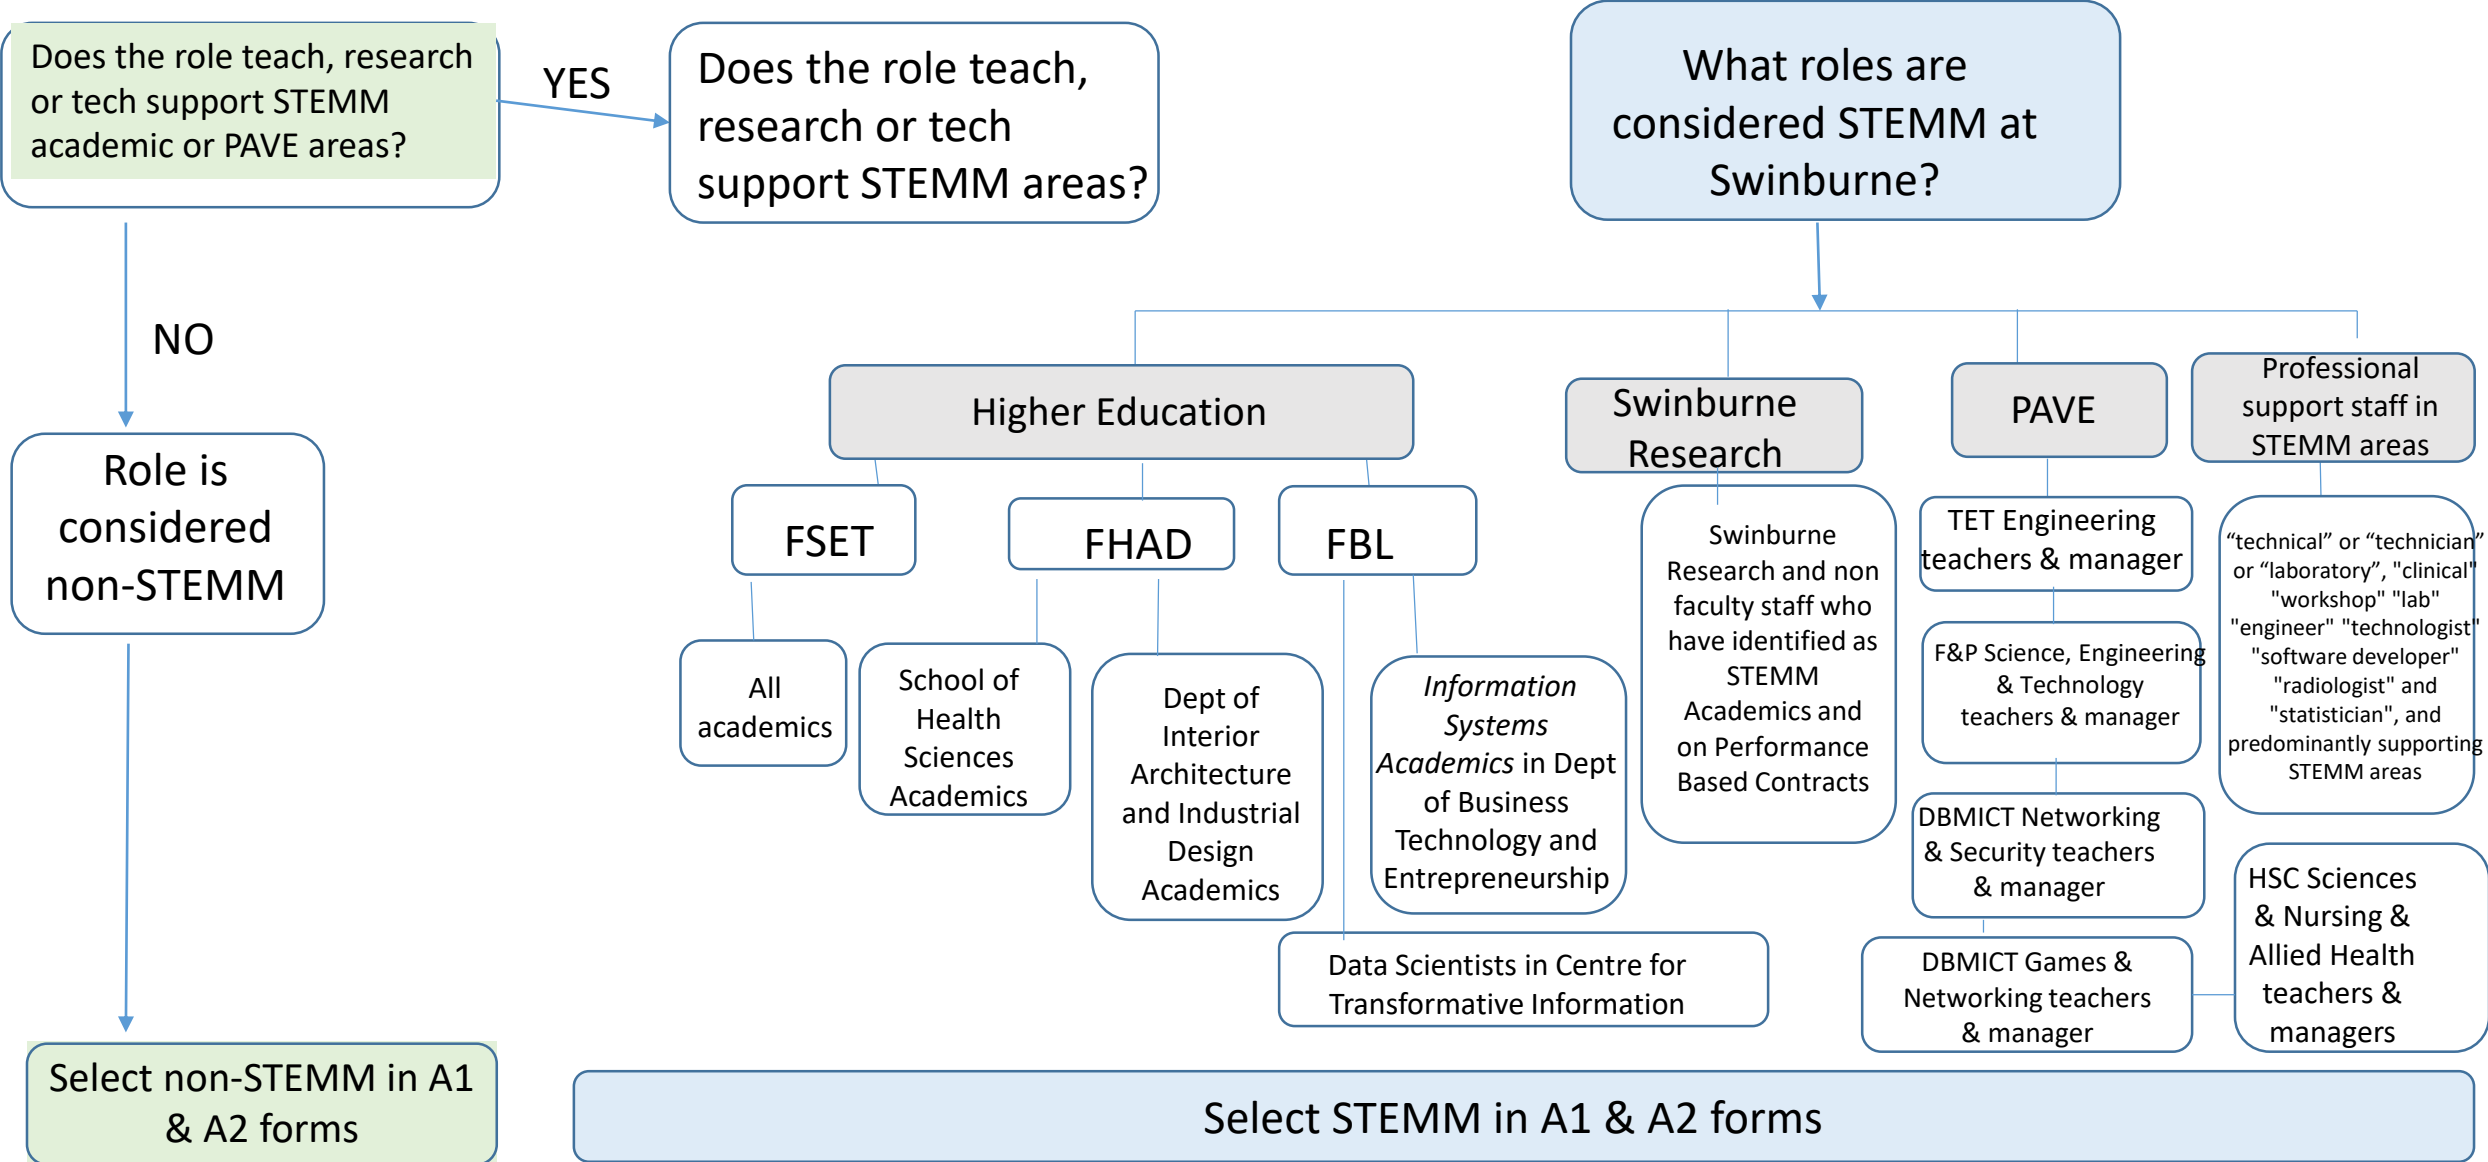 Does the role teach, research
or tech support STEMM
academic or PAVE areas?
YES
Does the role teach,
research or tech
support STEMM areas?
What roles are
considered STEMM at
Swinburne?
NO
Role is
considered
non-STEMM
Select non-STEMM in A1
& A2 forms
Higher Education
FSET
All
academics
FHAD
School of
Health
Sciences
Academics
Dept of
Interior
Architecture
and Industrial
Design
Academics
FBL
Information
Systems
Academics in Dept
of Business
Technology and
Entrepreneurship
Data Scientists in Centre for
Transformative Information
Swinburne
Research
Swinburne
Research and non
faculty staff who
have identified as
STEMM
Academics and
on Performance
Based Contracts
PAVE
TET Engineering
teachers & manager
F&P Science, Engineering
& Technology
teachers & manager
DBMICT Networking
& Security teachers
& manager
DBMICT Games &
Networking teachers
& manager
HSC Sciences
& Nursing &
Allied Health
teachers &
managers
Professional
support staff in
STEMM areas
“technical” or “technician”
or “laboratory”, "clinical"
"workshop" "lab"
"engineer" "technologist"
"software developer"
"radiologist" and
"statistician", and
predominantly supporting
STEMM areas
Select STEMM in A1 & A2 forms